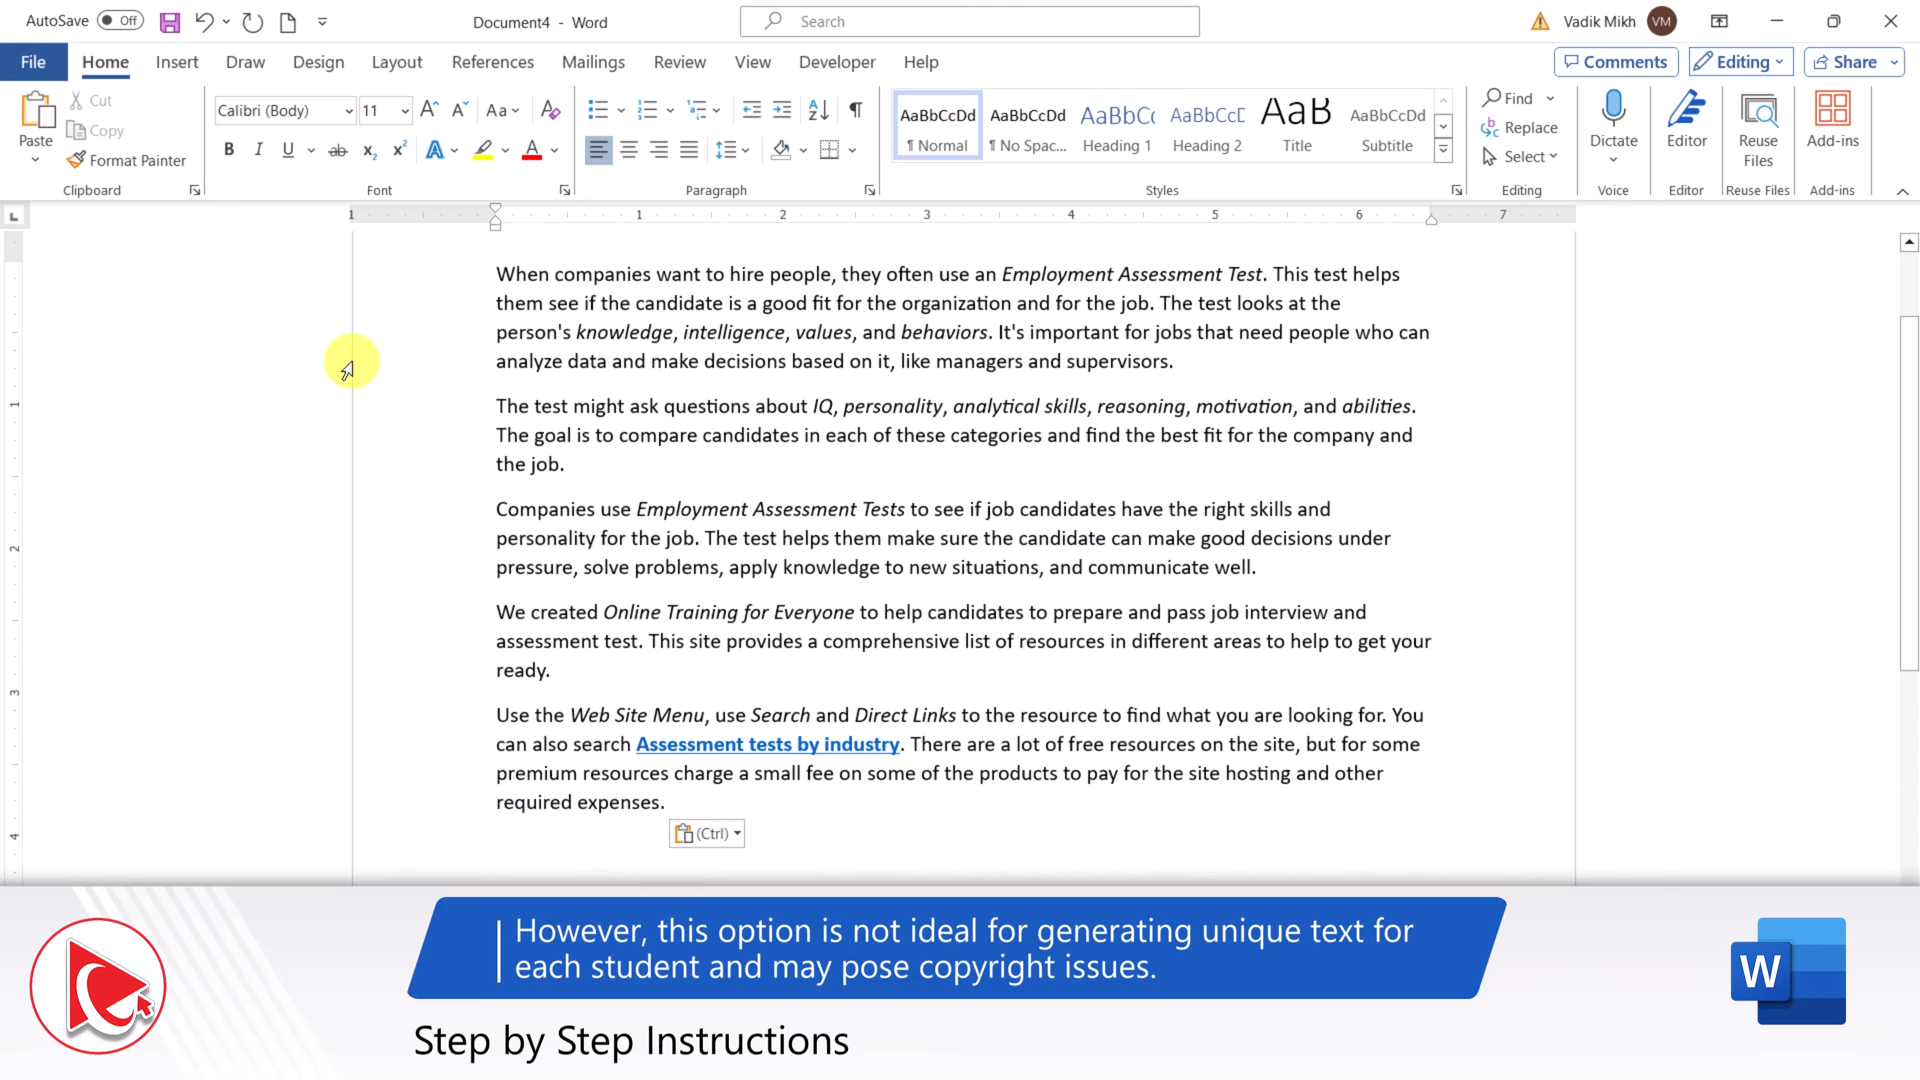 AutoSave Off
Document4 - Word
Search
Vadik Mikh VM
File Home Insert Draw Design Layout References Mailings Review View Developer Help
Comments Editing Share
Paste
Cut
Copy
Format Painter
Clipboard
Calibri (Body) 11 A A Aa A
B I U ab x₂ x² A A
Font
Paragraph
AaBbCcDd AaBbCcDd AaBbCc AaBbCcD AaB AaBbCcDd
¶ Normal ¶ No Spac... Heading 1 Heading 2 Title Subtitle
Styles
Find
Replace
Select
Editing
Dictate
Voice
Editor
Editor
Reuse
Files
Reuse Files
Add-ins
Add-ins
L
1 1 2 3 4 5 6 7
1
2
3
4
When companies want to hire people, they often use an Employment Assessment Test. This test helps
them see if the candidate is a good fit for the organization and for the job. The test looks at the
person's knowledge, intelligence, values, and behaviors. It's important for jobs that need people who can
analyze data and make decisions based on it, like managers and supervisors.
The test might ask questions about IQ, personality, analytical skills, reasoning, motivation, and abilities.
The goal is to compare candidates in each of these categories and find the best fit for the company and
the job.
Companies use Employment Assessment Tests to see if job candidates have the right skills and
personality for the job. The test helps them make sure the candidate can make good decisions under
pressure, solve problems, apply knowledge to new situations, and communicate well.
We created Online Training for Everyone to help candidates to prepare and pass job interview and
assessment test. This site provides a comprehensive list of resources in different areas to help to get your
ready.
Use the Web Site Menu, use Search and Direct Links to the resource to find what you are looking for. You
can also search Assessment tests by industry. There are a lot of free resources on the site, but for some
premium resources charge a small fee on some of the products to pay for the site hosting and other
required expenses.
(Ctrl)
However, this option is not ideal for generating unique text for
each student and may pose copyright issues.
Step by Step Instructions
W